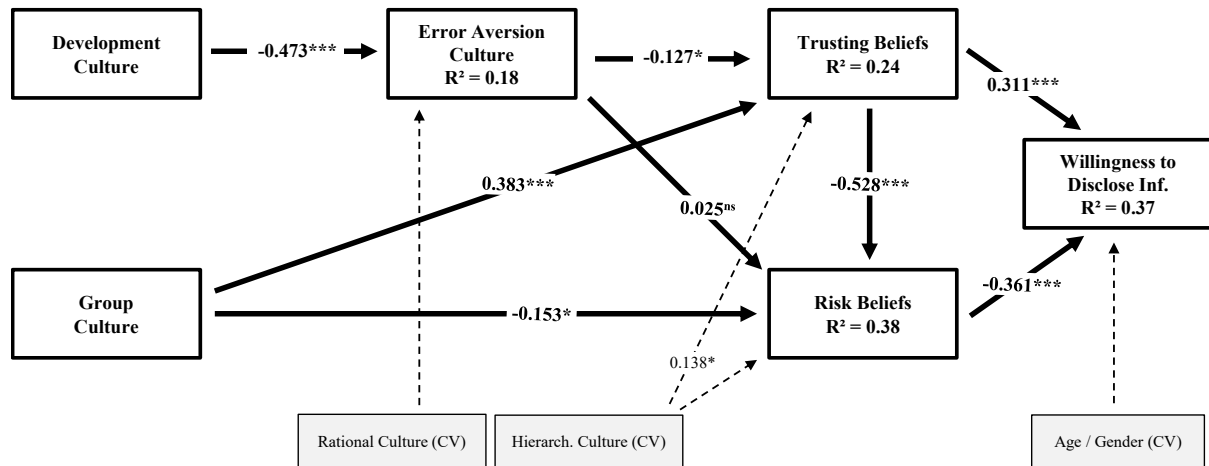 Development
Culture
-0.473***
Error Aversion
Culture
R² = 0.18
-0.127*
Trusting Beliefs
R² = 0.24
0.311***
Willingness to
Disclose Inf.
R² = 0.37
0.383***
0.025ⁿˢ
-0.528***
Group
Culture
-0.153*
Risk Beliefs
R² = 0.38
-0.361***
0.138*
Rational Culture (CV)
Hierarch. Culture (CV)
Age / Gender (CV)